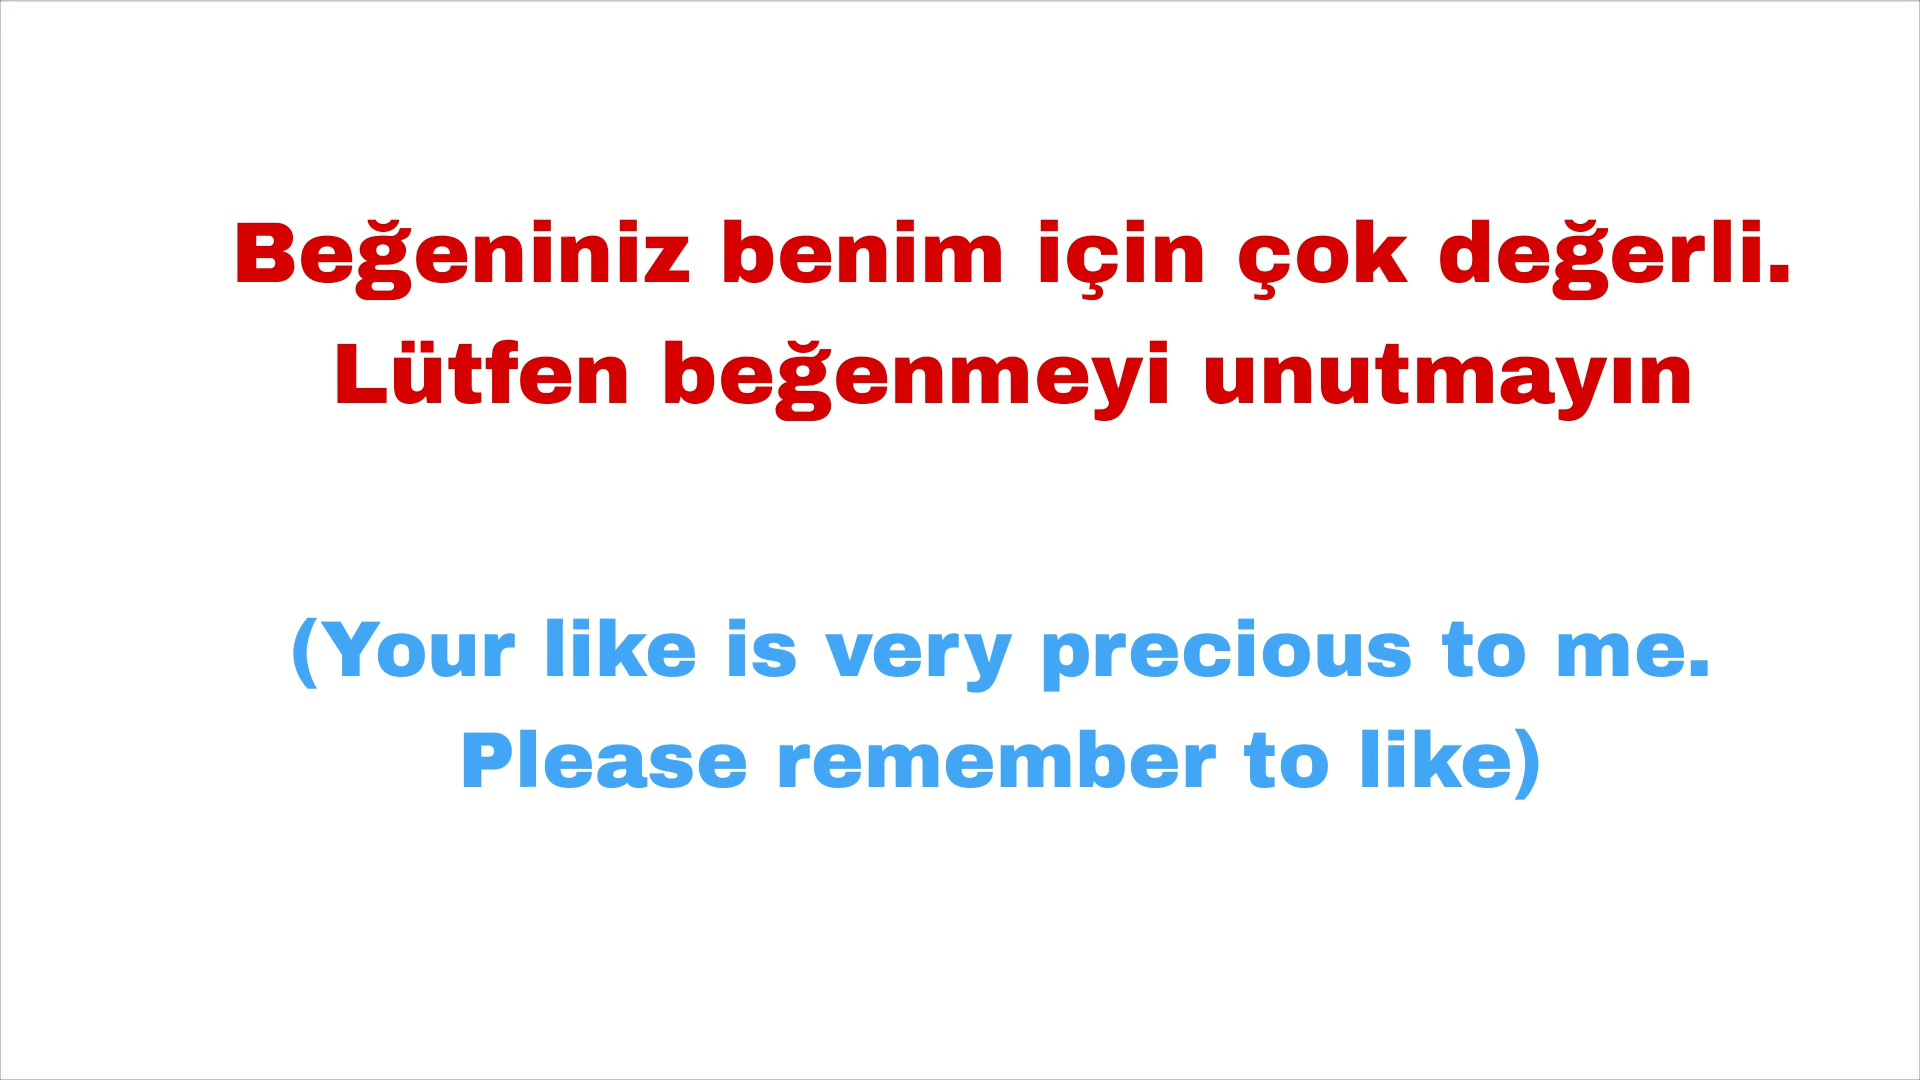 Beğeniniz benim için çok değerli.
Lütfen beğenmeyi unutmayın
(Your like is very precious to me.
Please remember to like)